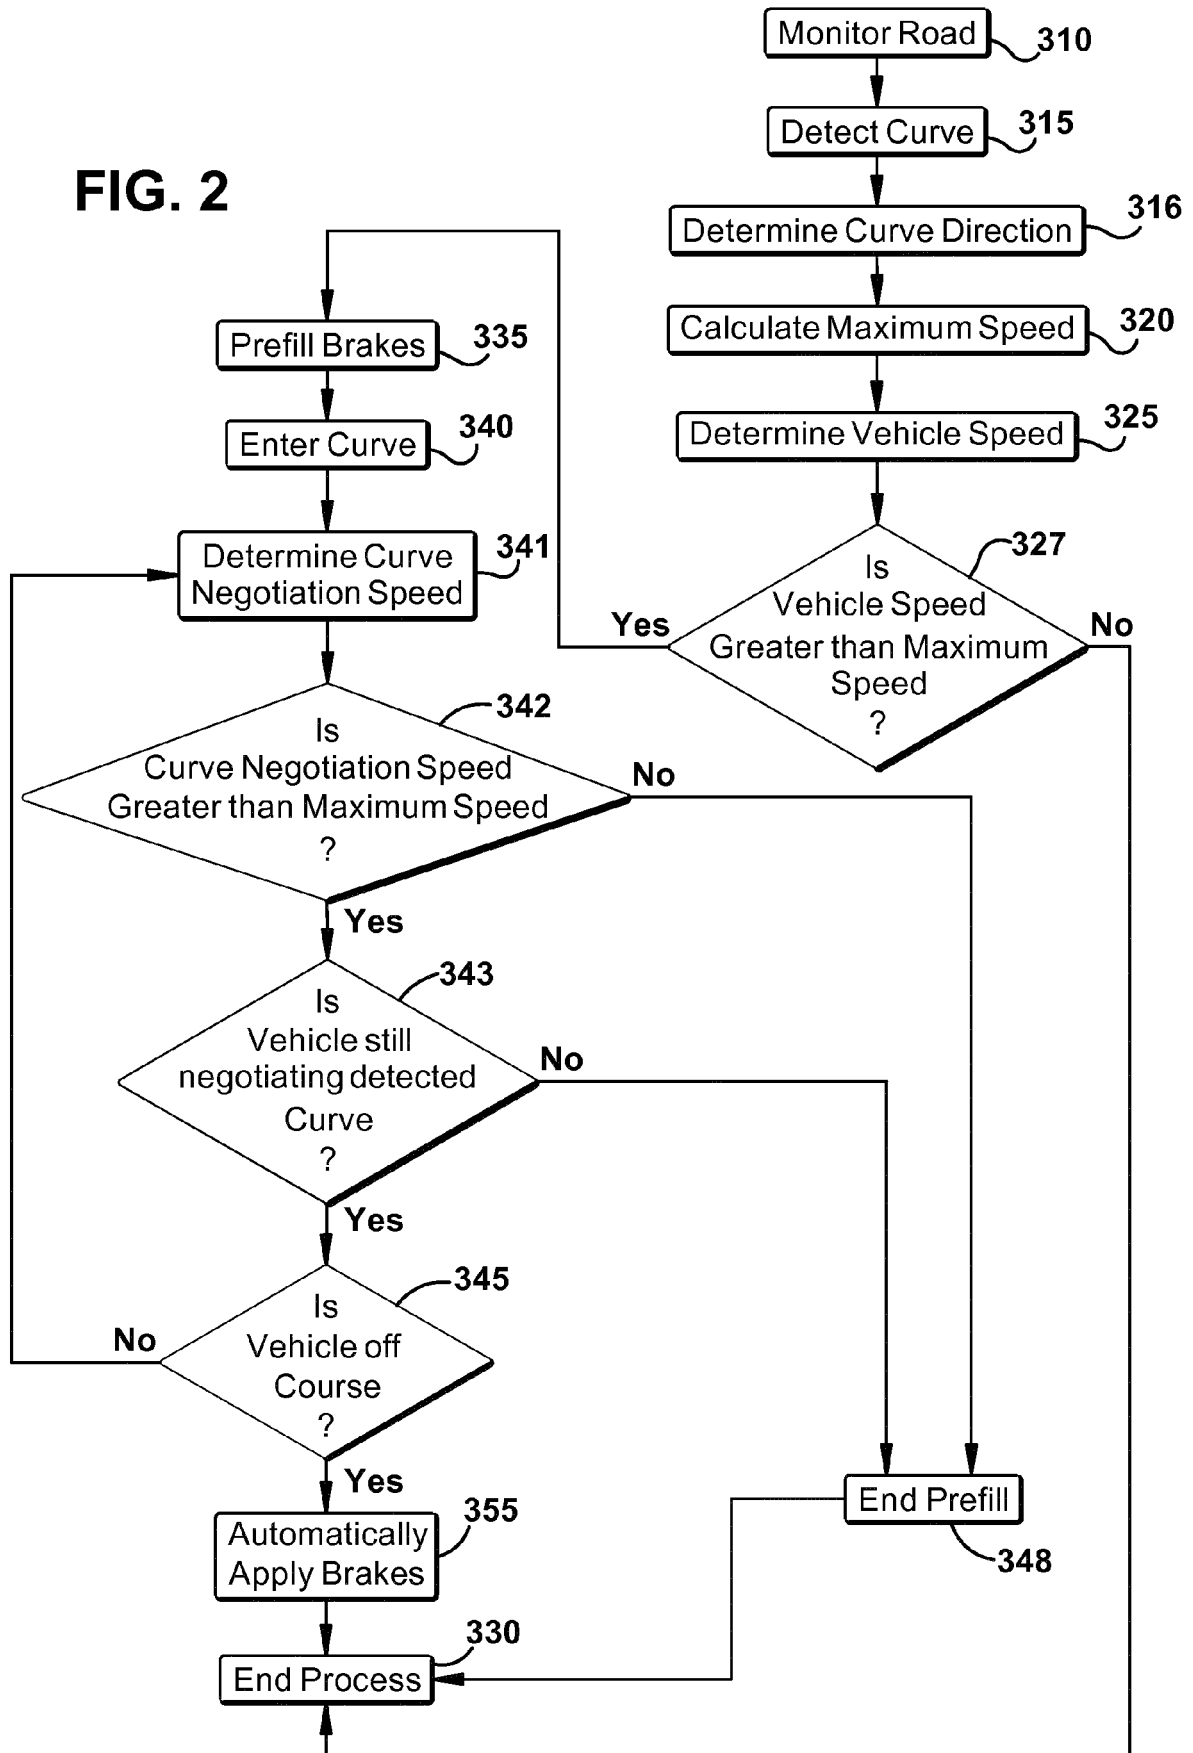 FIG. 2
Monitor Road
310
Detect Curve
315
Determine Curve Direction
316
Calculate Maximum Speed
320
Determine Vehicle Speed
325
Is
Vehicle Speed
Greater than Maximum
Speed
?
327
Yes
No
Prefill Brakes
335
Enter Curve
340
Determine Curve
Negotiation Speed
341
Is
Curve Negotiation Speed
Greater than Maximum Speed
?
342
No
Yes
Is
Vehicle still
negotiating detected
Curve
?
343
No
Yes
Is
Vehicle off
Course
?
345
No
Yes
Automatically
Apply Brakes
355
End Prefill
348
End Process
330